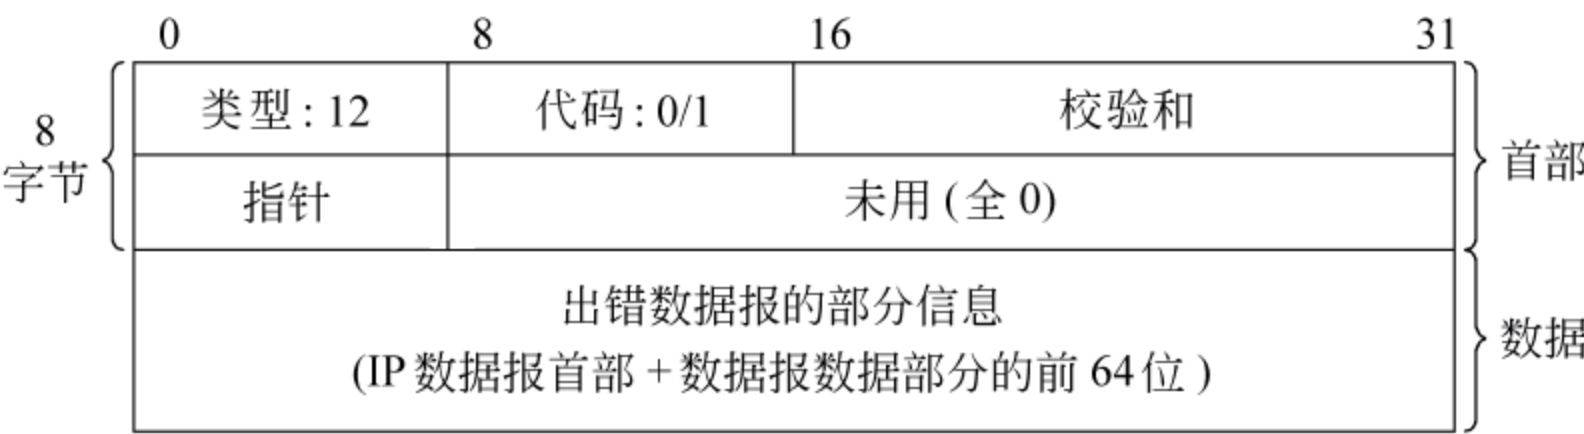 0 8 16 31
8
字节
类型: 12 代码: 0/1 校验和
指针 未用 (全 0)
首部
出错数据报的部分信息
(IP 数据报首部 + 数据报数据部分的前 64 位)
数据